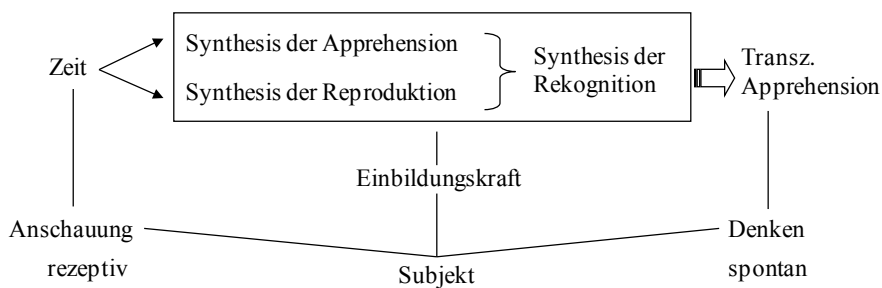 Zeit
Synthesis der Apprehension
Synthesis der Reproduktion
Synthesis der
Rekognition
Transz.
Apprehension
Einbildungskraft
Anschauung
rezeptiv
Subjekt
Denken
spontan